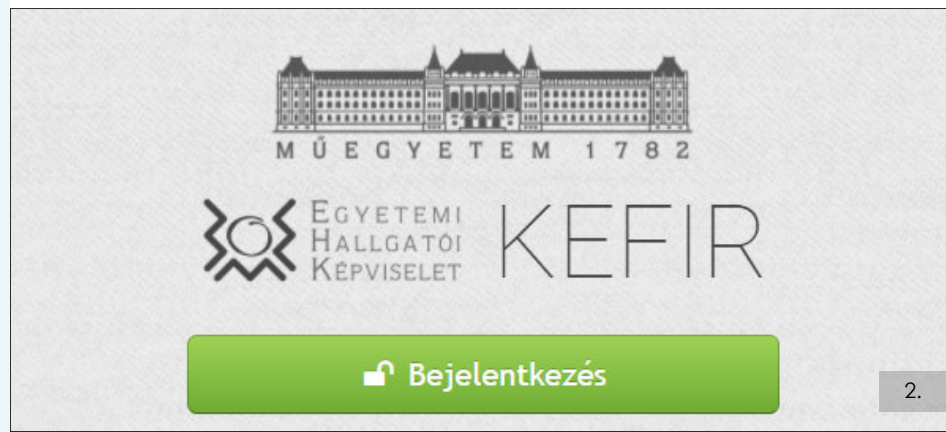 MŰEGYETEM 1782
EGYETEMI
HALLGATÓI
KÉPVISELET
KEFIR
Bejelentkezés
2.